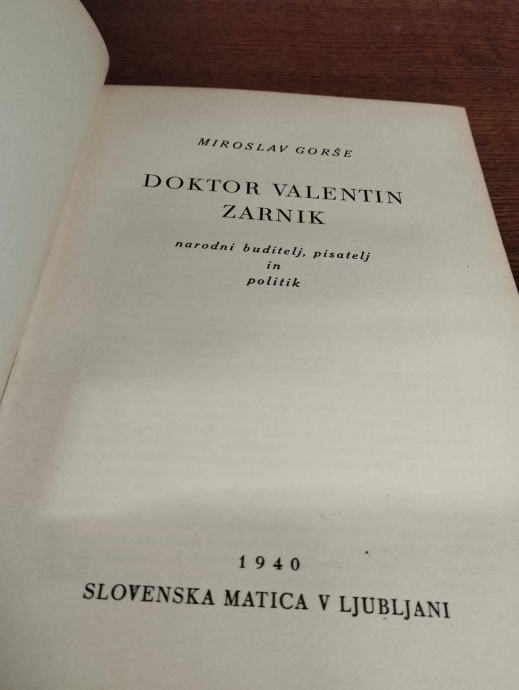 MIROSLAV GORŠE
DOKTOR VALENTIN
ZARNIK
narodni buditelj, pisatelj
in
politik
1940
SLOVENSKA MATICA V LJUBLJANI